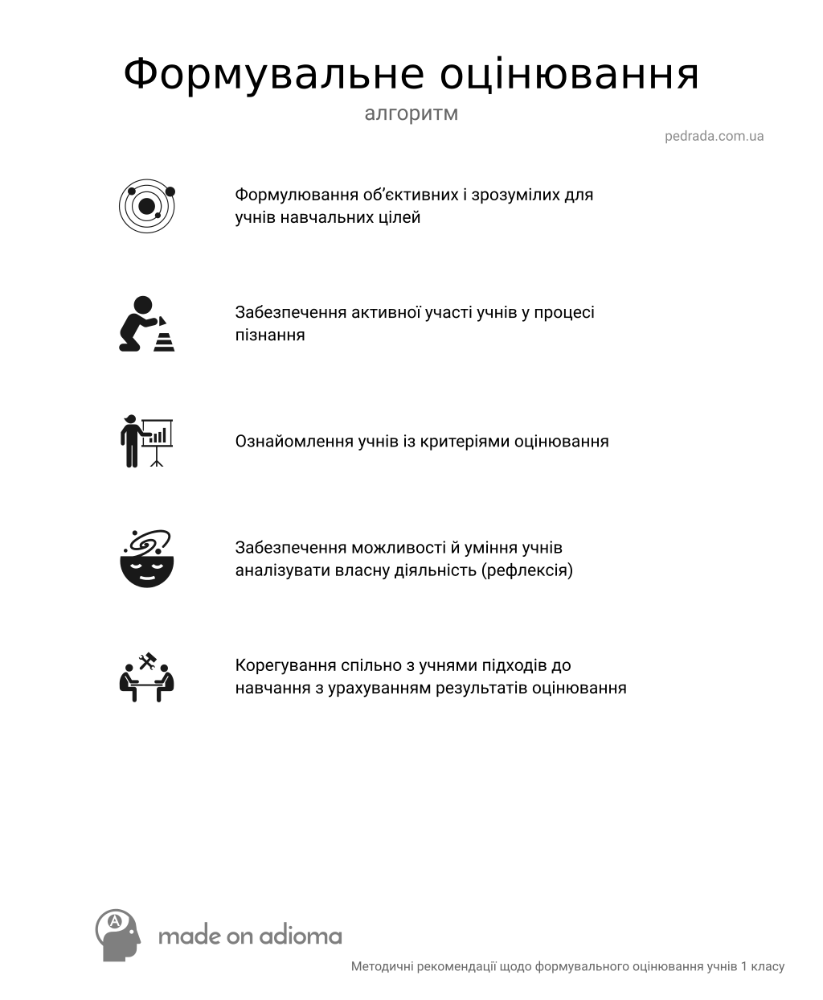 Формувальне оцінювання
алгоритм
pedrada.com.ua
Формулювання об’єктивних і зрозумілих для
учнів навчальних цілей
Забезпечення активної участі учнів у процесі
пізнання
Ознайомлення учнів із критеріями оцінювання
Забезпечення можливості й уміння учнів
аналізувати власну діяльність (рефлексія)
Корегування спільно з учнями підходів до
навчання з урахуванням результатів оцінювання
A
made on adioma
Методичні рекомендації щодо формувального оцінювання учнів 1 класу